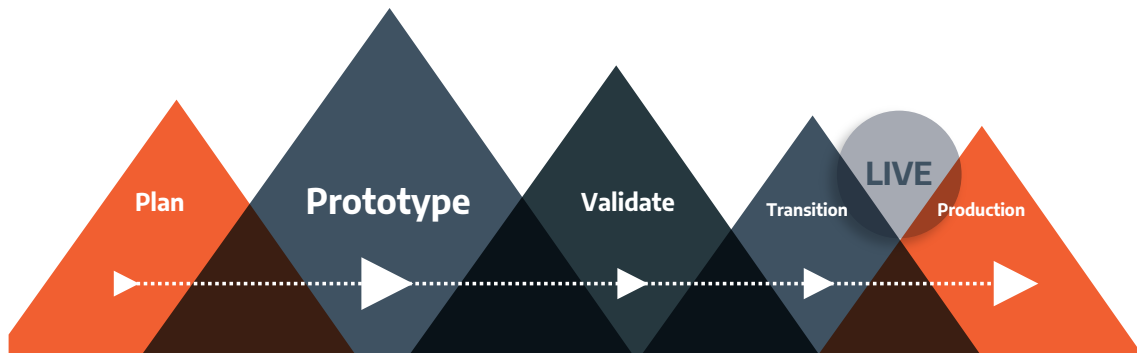 Plan
Prototype
Validate
Transition
LIVE
Production